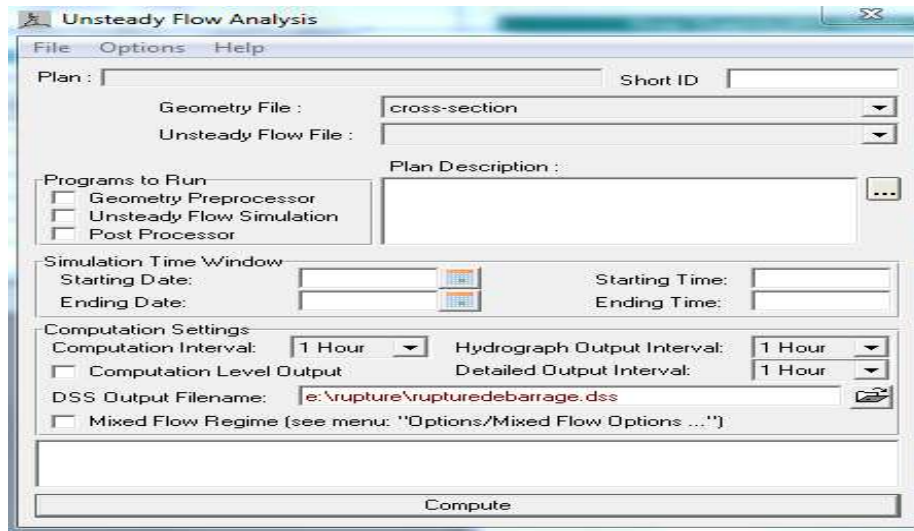 Unsteady Flow Analysis
File Options Help
Plan : Short ID
Geometry File : cross-section
Unsteady Flow File :
Plan Description :
Programs to Run
Geometry Preprocessor
Unsteady Flow Simulation
Post Processor
...
Simulation Time Window
Starting Date: Starting Time:
Ending Date: Ending Time:
Computation Settings
Computation Interval: 1 Hour Hydrograph Output Interval: 1 Hour
Computation Level Output Detailed Output Interval: 1 Hour
DSS Output Filename: e:\rupture\rupturedebarrage.dss
Mixed Flow Regime (see menu: "Options/Mixed Flow Options ...")
Compute